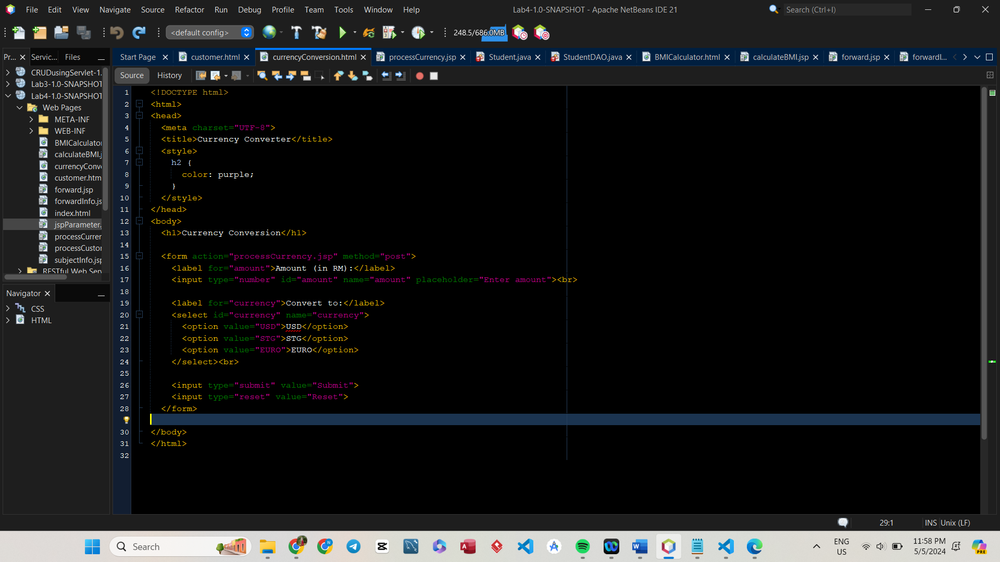 File Edit View Navigate Source Refactor Run Debug Profile Team Tools Window Help
Lab4-1.0-SNAPSHOT - Apache NetBeans IDE 21
Search (Ctrl+I)
<default config>
248.5/686.0MB
Pr... Servic... Files
Start Page customer.html currencyConversion.html processCurrency.jsp Student.java StudentDAO.java BMICalculator.html calculateBMI.jsp forward.jsp forwardI...
Source History
CRUDusingServlet-1.
Lab3-1.0-SNAPSHOT
Lab4-1.0-SNAPSHOT
Web Pages
META-INF
WEB-INF
BMICalculator
calculateBMI.j
currencyConve
customer.htm
forward.jsp
forwardInfo.js
index.html
jspParameter.
processCurrer
processCustor
subjectInfo.jsp
RESTful Web Serv
Navigator
CSS
HTML
1 <!DOCTYPE html>
2 <html>
3 <head>
4 <meta charset="UTF-8">
5 <title>Currency Converter</title>
6 <style>
7 h2 {
8 color: purple;
9 }
10 </style>
11 </head>
12 <body>
13 <h1>Currency Conversion</h1>
14
15 <form action="processCurrency.jsp" method="post">
16 <label for="amount">Amount (in RM):</label>
17 <input type="number" id="amount" name="amount" placeholder="Enter amount"><br>
18
19 <label for="currency">Convert to:</label>
20 <select id="currency" name="currency">
21 <option value="USD">USD</option>
22 <option value="STG">STG</option>
23 <option value="EURO">EURO</option>
24 </select><br>
25
26 <input type="submit" value="Submit">
27 <input type="reset" value="Reset">
28 </form>
30 </body>
31 </html>
32
29:1 INS Unix (LF)
Search
ENG
US
11:58 PM
5/5/2024
PRE